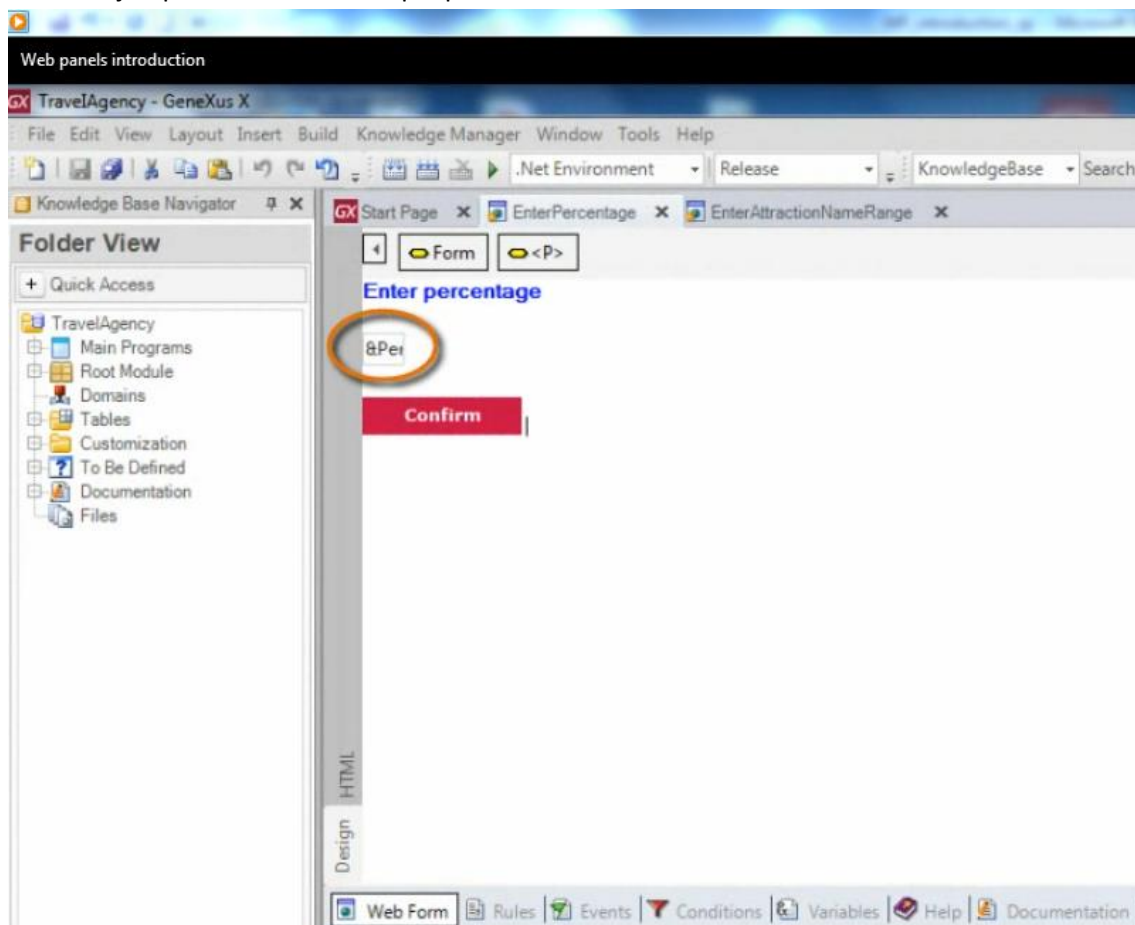 Web panels introduction
GX TravelAgency - GeneXus X
File Edit View Layout Insert Build Knowledge Manager Window Tools Help
.Net Environment Release KnowledgeBase Search
Knowledge Base Navigator
GX Start Page EnterPercentage EnterAttractionNameRange
Folder View
Form <P>
+ Quick Access
Enter percentage
TravelAgency
Main Programs
Root Module
Domains
Tables
Customization
To Be Defined
Documentation
Files
&Per
Confirm
HTML
Design
Web Form Rules Events Conditions Variables Help Documentation